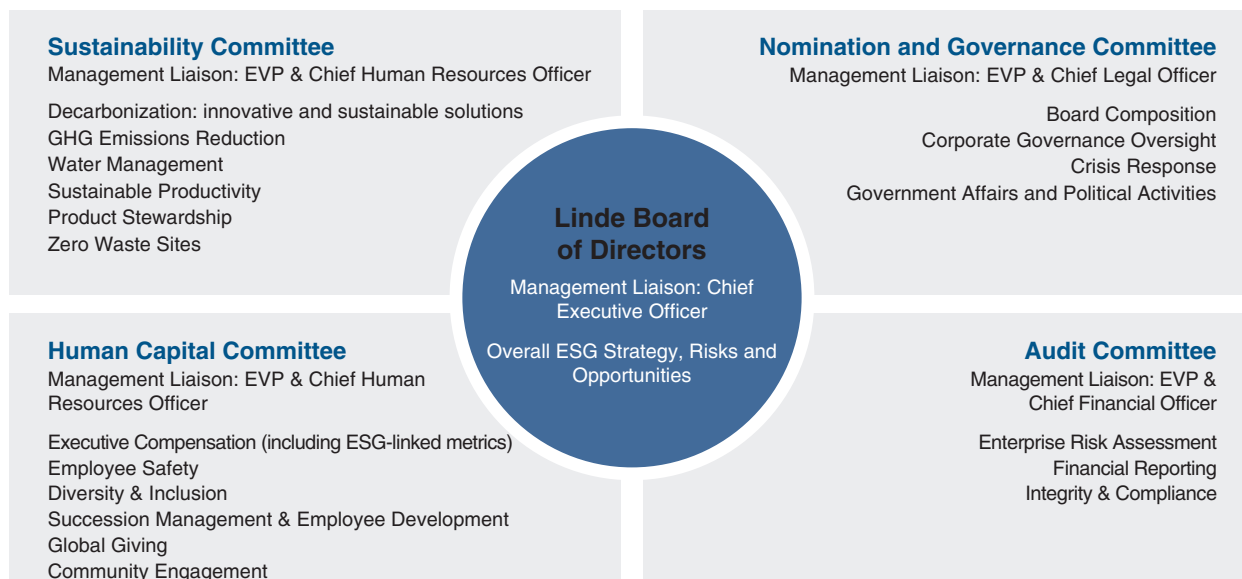 Sustainability Committee
Management Liaison: EVP & Chief Human Resources Officer
Decarbonization: innovative and sustainable solutions
GHG Emissions Reduction
Water Management
Sustainable Productivity
Product Stewardship
Zero Waste Sites
Nomination and Governance Committee
Management Liaison: EVP & Chief Legal Officer
Board Composition
Corporate Governance Oversight
Crisis Response
Government Affairs and Political Activities
Linde Board
of Directors
Management Liaison: Chief
Executive Officer
Overall ESG Strategy, Risks and
Opportunities
Human Capital Committee
Management Liaison: EVP & Chief Human
Resources Officer
Executive Compensation (including ESG-linked metrics)
Employee Safety
Diversity & Inclusion
Succession Management & Employee Development
Global Giving
Community Engagement
Audit Committee
Management Liaison: EVP &
Chief Financial Officer
Enterprise Risk Assessment
Financial Reporting
Integrity & Compliance